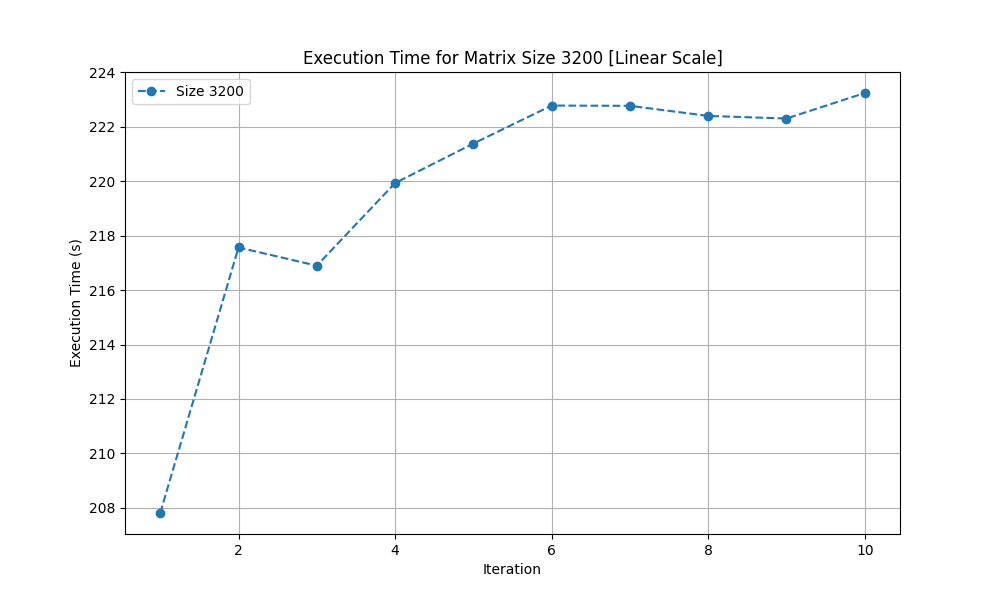 Execution Time for Matrix Size 3200 [Linear Scale]
Size 3200
224
222
220
218
216
214
212
210
208
Execution Time (s)
2 4 6 8 10
Iteration